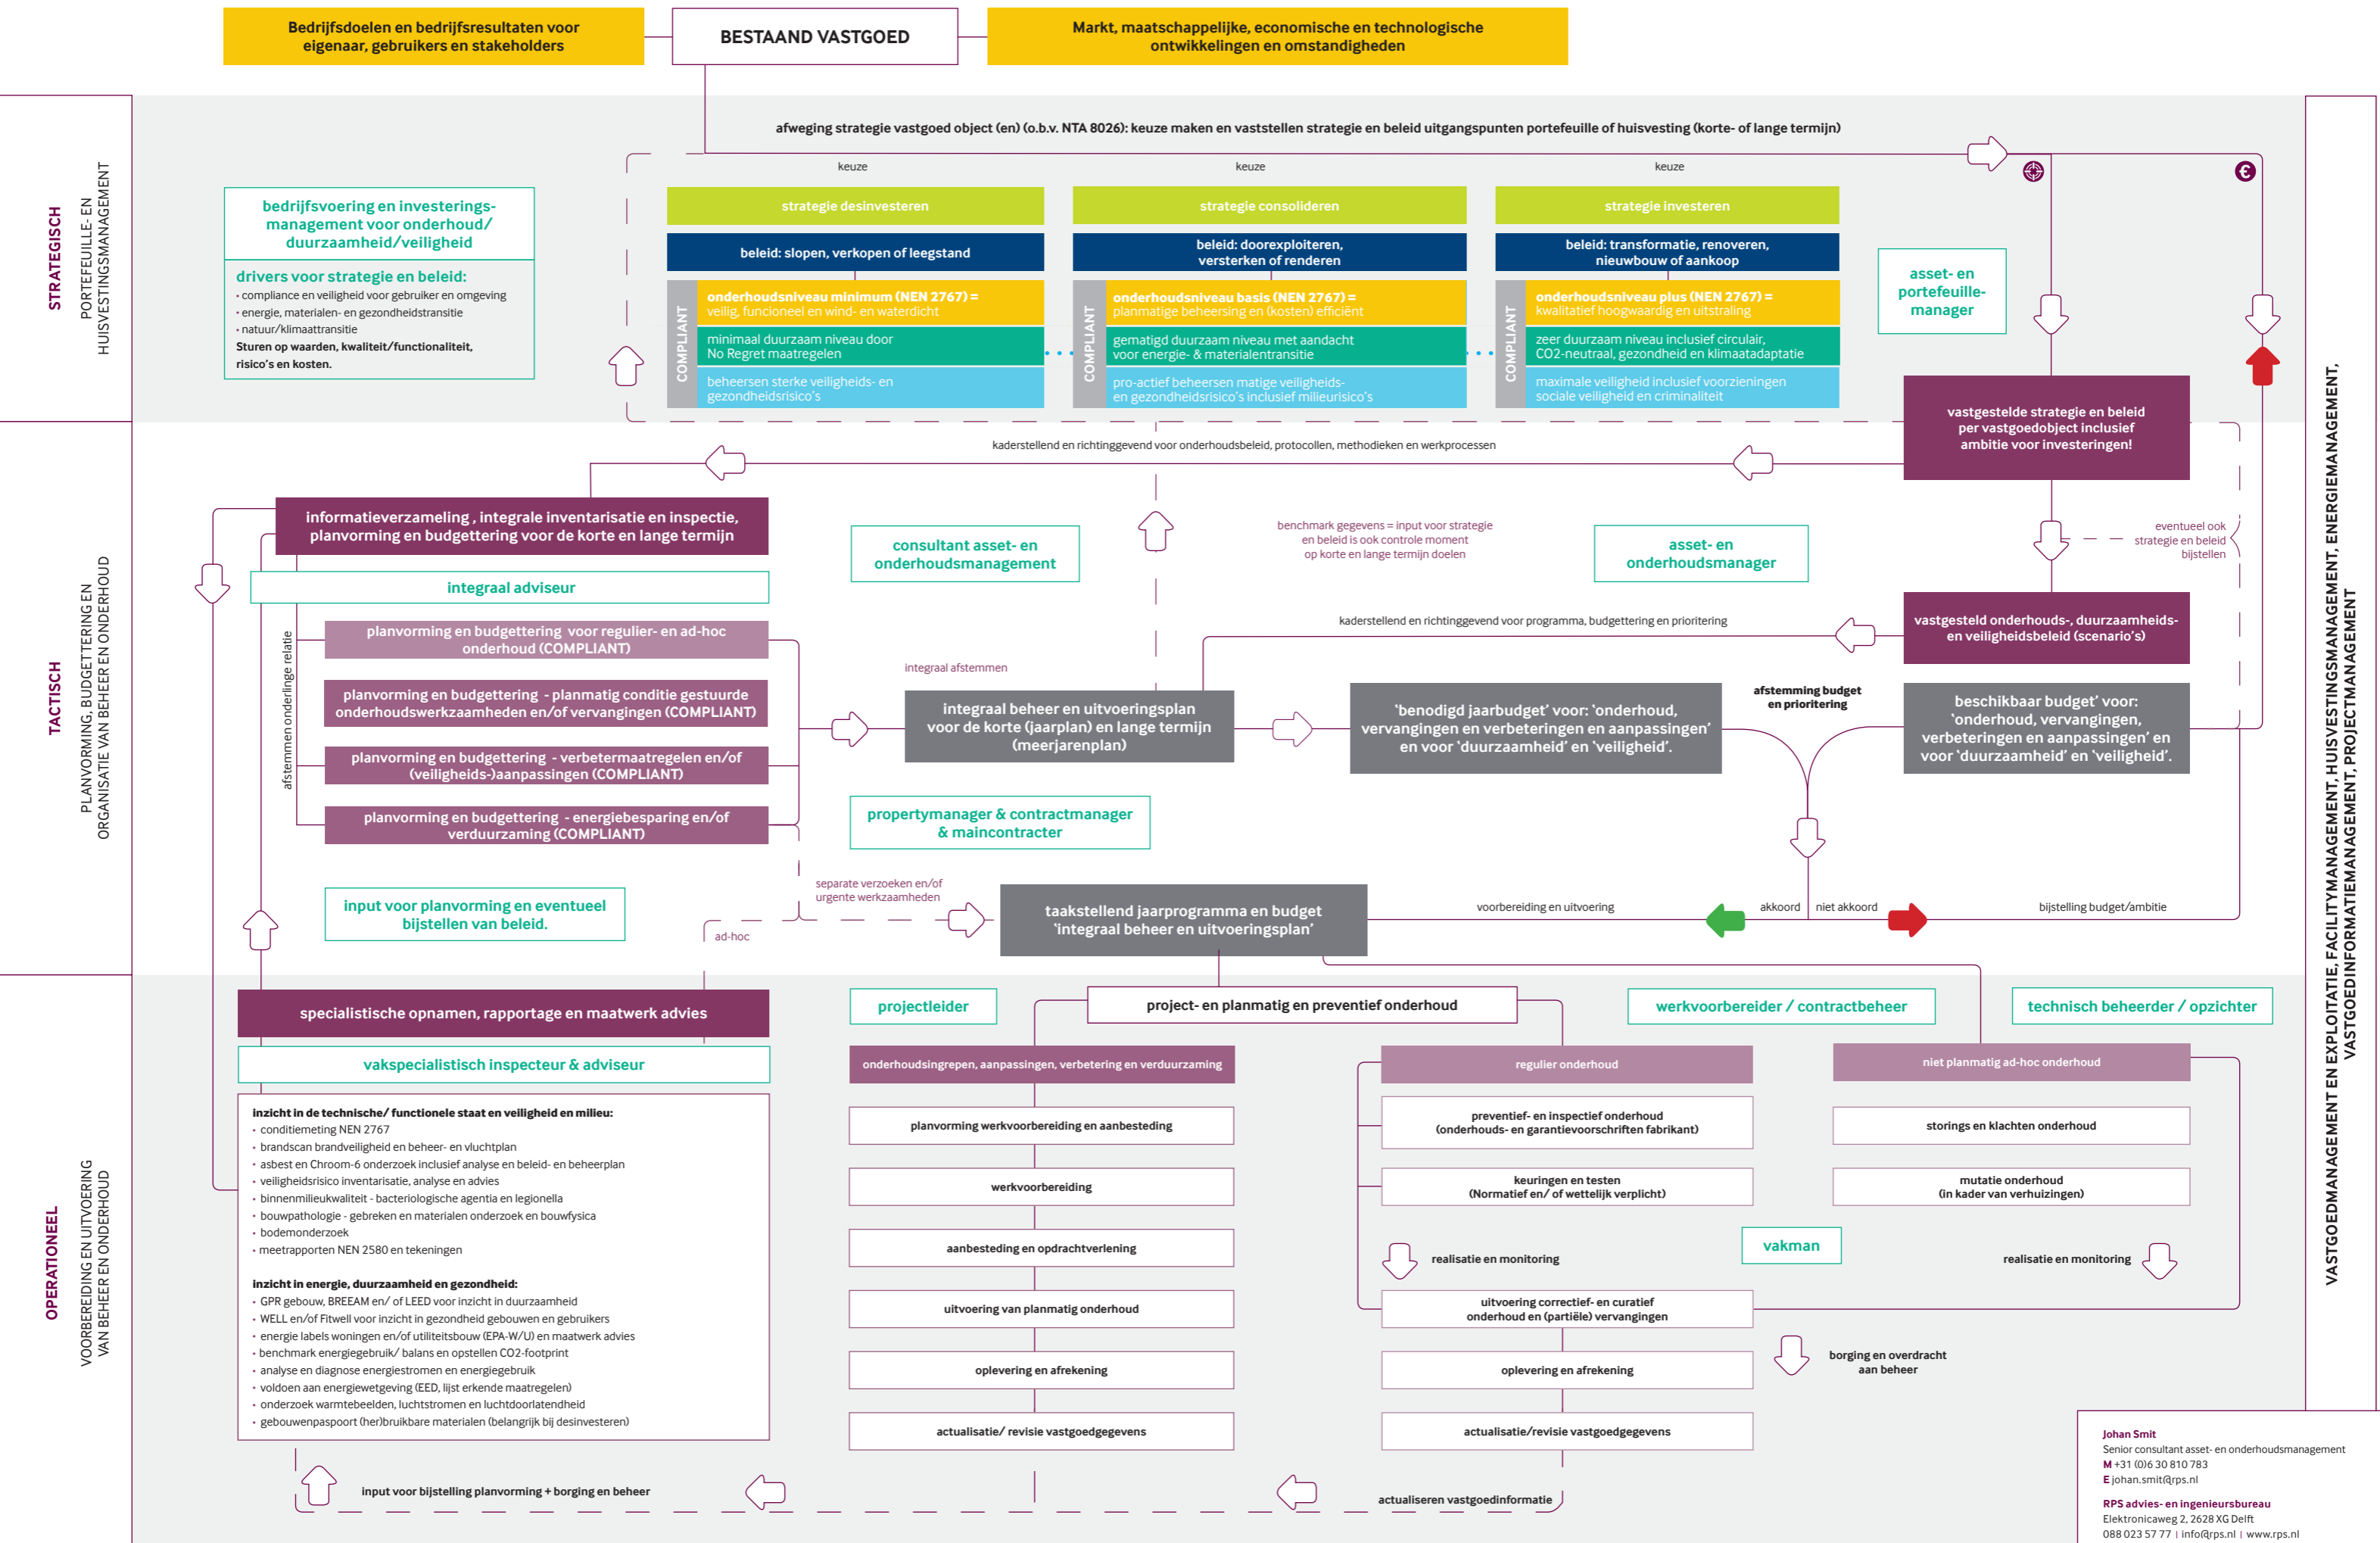 Bedrijfsdoelen en bedrijfsresultaten voor
eigenaar, gebruikers en stakeholders
BESTAAND VASTGOED
Markt, maatschappelijke, economische en technologische
ontwikkelingen en omstandigheden
STRATEGISCH
PORTEFEUILLE- EN
HUISVESTINGSMANAGEMENT
afweging strategie vastgoed object (en) (o.b.v. NTA 8026): keuze maken en vaststellen strategie en beleid uitgangspunten portefeuille of huisvesting (korte- of lange termijn)
bedrijfsvoering en investerings-
management voor onderhoud/
duurzaamheid/veiligheid
drivers voor strategie en beleid:
• compliance en veiligheid voor gebruiker en omgeving
• energie, materialen- en gezondheidstransitie
• natuur/klimaattransitie
Sturen op waarden, kwaliteit/functionaliteit,
risico's en kosten.
keuze
strategie desinvesteren
beleid: slopen, verkopen of leegstand
COMPLIANT
onderhoudsniveau minimum (NEN 2767) =
veilig, funcioneel en wind- en waterdicht
minimaal duurzaam niveau door
No Regret maatregelen
beheersen sterke veiligheids- en
gezondheidsrisico's
keuze
strategie consolideren
beleid: doorexploiteren,
versterken of renderen
COMPLIANT
onderhoudsniveau basis (NEN 2767) =
planmatige beheersing en (kosten) efficiënt
gematigd duurzaam niveau met aandacht
voor energie- & materialentransitie
pro-actief beheersen matige veiligheids-
en gezondheidsrisico's inclusief milieurisico's
keuze
strategie investeren
beleid: transformatie, renoveren,
nieuwbouw of aankoop
COMPLIANT
onderhoudsniveau plus (NEN 2767) =
kwalitatief hoogwaardig en uitstraling
zeer duurzaam niveau inclusief circulair,
CO2-neutraal, gezondheid en klimaatadaptatie
maximale veiligheid inclusief voorzieningen
sociale veiligheid en criminaliteit
asset- en
portefeuille-
manager
€
vastgestelde strategie en beleid
per vastgoedobject inclusief
ambitie voor investeringen!
TACTISCH
PLANVORMING, BUDGETTERING EN
ORGANISATIE VAN BEHEER EN ONDERHOUD
kaderstellend en richtinggevend voor onderhoudsbeleid, protocollen, methodieken en werkprocessen
informatieverzameling , integrale inventarisatie en inspectie,
planvorming en budgettering voor de korte en lange termijn
integraal adviseur
afstemmen onderlinge relatie
planvorming en budgettering voor regulier- en ad-hoc
onderhoud (COMPLIANT)
planvorming en budgettering - planmatig conditie gestuurde
onderhoudswerkzaamheden en/of vervangingen (COMPLIANT)
planvorming en budgettering - verbetermaatregelen en/of
(veiligheids-)aanpassingen (COMPLIANT)
planvorming en budgettering - energiebesparing en/of
verduurzaming (COMPLIANT)
input voor planvorming en eventueel
bijstellen van beleid.
consultant asset- en
onderhoudsmanagement
benchmark gegevens = input voor strategie
en beleid is ook controle moment
op korte en lange termijn doelen
asset- en
onderhoudsmanager
eventueel ook
strategie en beleid
bijstellen
kaderstellend en richtinggevend voor programma, budgettering en prioritering
vastgesteld onderhouds-, duurzaamheids-
en veiligheidsbeleid (scenario's)
integraal afstemmen
integraal beheer en uitvoeringsplan
voor de korte (jaarplan) en lange termijn
(meerjarenplan)
'benodigd jaarbudget' voor: 'onderhoud,
vervangingen en verbeteringen en aanpassingen'
en voor 'duurzaamheid' en 'veiligheid'.
afstemming budget
en prioritering
beschikbaar budget' voor:
'onderhoud, vervangingen,
verbeteringen en aanpassingen' en
voor 'duurzaamheid' en 'veiligheid'.
propertymanager & contractmanager
& maincontracter
separate verzoeken en/of
urgente werkzaamheden
ad-hoc
taakstellend jaarprogramma en budget
'integraal beheer en uitvoeringsplan'
voorbereiding en uitvoering
akkoord
niet akkoord
bijstelling budget/ambitie
OPERATIONEEL
VOORBEREIDING EN UITVOERING
VAN BEHEER EN ONDERHOUD
specialistische opnamen, rapportage en maatwerk advies
vakspecialistisch inspecteur & adviseur
inzicht in de technische/ functionele staat en veiligheid en milieu:
• conditiemeting NEN 2767
• brandscan brandveiligheid en beheer- en vluchtplan
• asbest en Chroom-6 onderzoek inclusief analyse en beleid- en beheerplan
• veiligheidsrisico inventarisatie, analyse en advies
• binnenmilieukwaliteit - bacteriologische agentia en legionella
• bouwpathologie - gebreken en materialen onderzoek en bouwfysica
• bodemonderzoek
• meetrapporten NEN 2580 en tekeningen
inzicht in energie, duurzaamheid en gezondheid:
• GPR gebouw, BREEAM en/ of LEED voor inzicht in duurzaamheid
• WELL en/of Fitwell voor inzicht in gezondheid gebouwen en gebruikers
• energie labels woningen en/of utiliteitsbouw (EPA-W/U) en maatwerk advies
• benchmark energiegebruik/ balans en opstellen CO2-footprint
• analyse en diagnose energiestromen en energiegebruik
• voldoen aan energiewetgeving (EED, lijst erkende maatregelen)
• onderzoek warmtebeelden, luchtstromen en luchtdoorlatendheid
• gebouwenpaspoort (her)bruikbare materialen (belangrijk bij desinvesteren)
input voor bijstelling planvorming + borging en beheer
projectleider
project- en planmatig en preventief onderhoud
werkvoorbereider / contractbeheer
technisch beheerder / opzichter
onderhoudsingrepen, aanpassingen, verbetering en verduurzaming
planvorming werkvoorbereiding en aanbesteding
werkvoorbereiding
aanbesteding en opdrachtverlening
uitvoering van planmatig onderhoud
oplevering en afrekening
actualisatie/ revisie vastgoedgegevens
regulier onderhoud
preventief- en inspectief onderhoud
(onderhouds- en garantievoorschriften fabrikant)
keuringen en testen
(Normatief en/ of wettelijk verplicht)
realisatie en monitoring
uitvoering correctief- en curatief
onderhoud en (partiële) vervangingen
oplevering en afrekening
actualisatie/revisie vastgoedgegevens
actualiseren vastgoedinformatie
niet planmatig ad-hoc onderhoud
storings en klachten onderhoud
mutatie onderhoud
(in kader van verhuizingen)
vakman
realisatie en monitoring
borging en overdracht
aan beheer
VASTGOEDMANAGEMENT EN EXPLOITATIE, FACILITYMANAGEMENT, HUISVESTINGSMANAGEMENT, ENERGIEMANAGEMENT,
VASTGOEDINFORMATIEMANAGEMENT, PROJECTMANAGEMENT
Johan Smit
Senior consultant asset- en onderhoudsmanagement
M +31 (0)6 30 810 783
E johan.smit@rps.nl
RPS advies- en ingenieursbureau
Elektronicaweg 2, 2628 XG Delft
088 023 57 77 | info@rps.nl | www.rps.nl